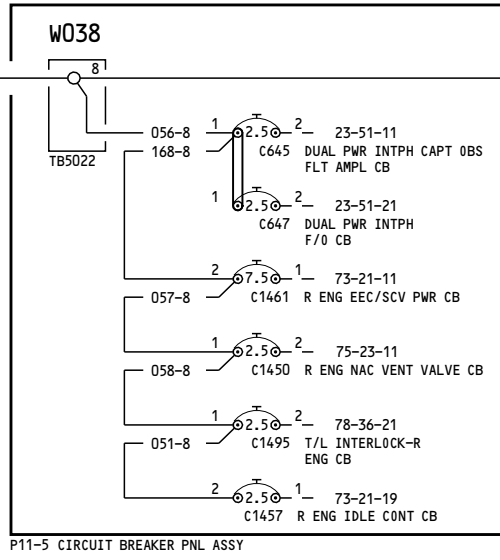 W038
8
TB5022
056-8 1 2.5 2 23-51-11
168-8 C645 DUAL PWR INTPH CAPT OBS
FLT AMPL CB
1 2.5 2 23-51-21
C647 DUAL PWR INTPH
F/O CB
2 7.5 1 73-21-11
057-8 C1461 R ENG EEC/SCV PWR CB
1 2.5 2 75-23-11
058-8 C1450 R ENG NAC VENT VALVE CB
1 2.5 2 78-36-21
051-8 C1495 T/L INTERLOCK-R
ENG CB
2 2.5 1 73-21-19
C1457 R ENG IDLE CONT CB
P11-5 CIRCUIT BREAKER PNL ASSY